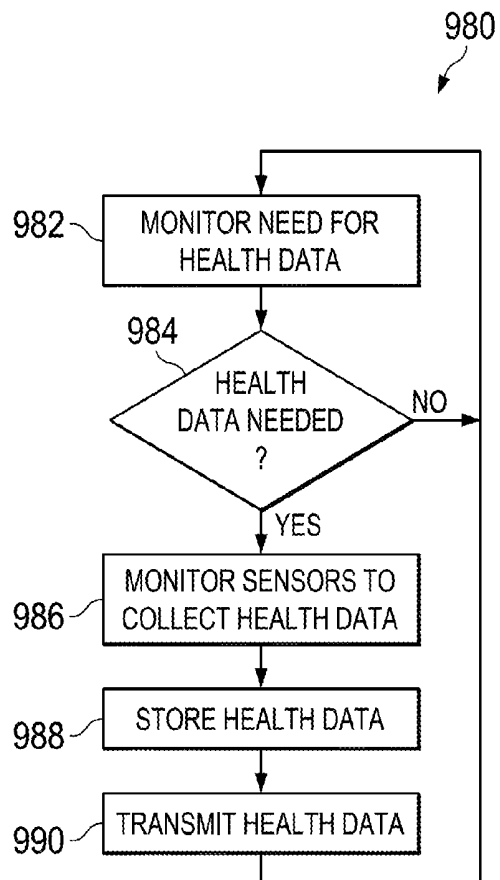 980
982
MONITOR NEED FOR
HEALTH DATA
984
HEALTH
DATA NEEDED
?
NO
YES
986
MONITOR SENSORS TO
COLLECT HEALTH DATA
988
STORE HEALTH DATA
990
TRANSMIT HEALTH DATA